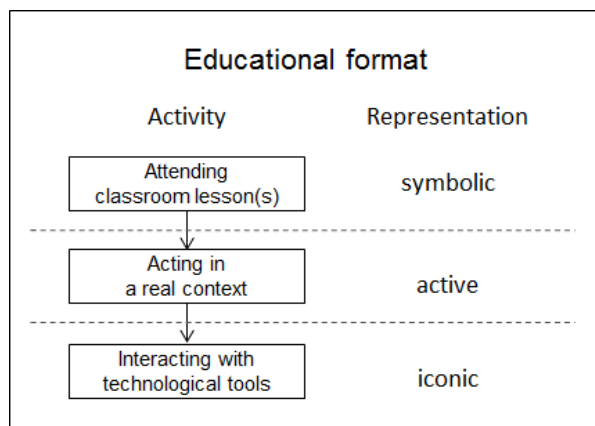 Educational format
Activity
Representation
Attending
classroom lesson(s)
symbolic
Acting in
a real context
active
Interacting with
technological tools
iconic